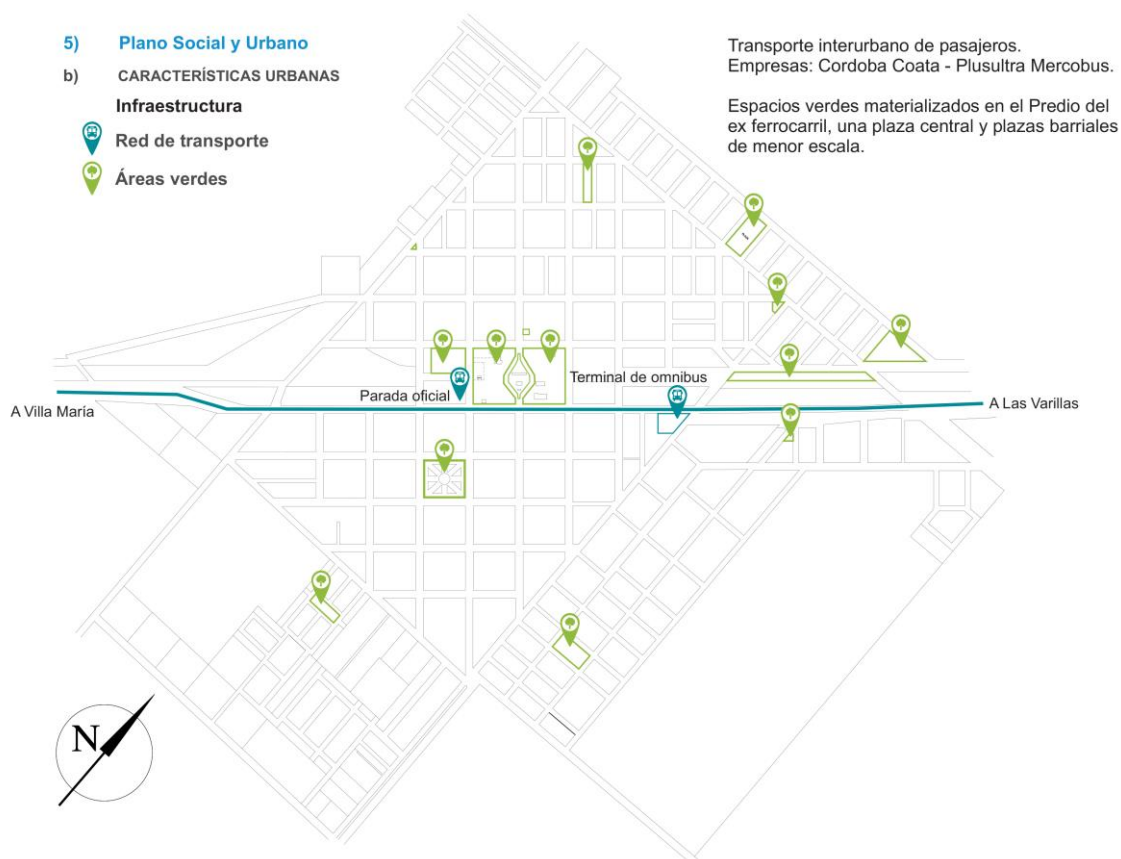 5) Plano Social y Urbano
b) CARACTERÍSTICAS URBANAS
Infraestructura
Red de transporte
Áreas verdes
Transporte interurbano de pasajeros.
Empresas: Cordoba Coata - Plusultra Mercobus.
Espacios verdes materializados en el Predio del
ex ferrocarril, una plaza central y plazas barriales
de menor escala.
Terminal de omnibus
Parada oficial
A Villa María
A Las Varillas
N